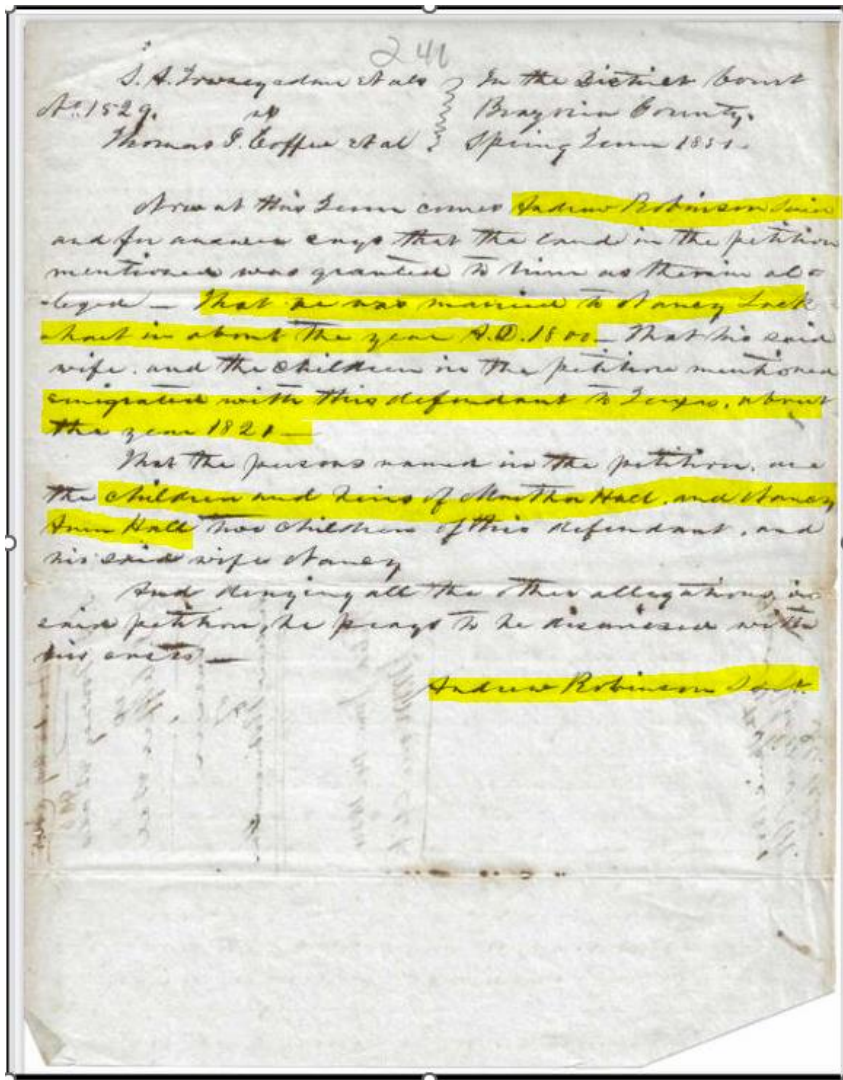 241
S. A. et als In the District Court
No. 1529. vs Brazoria County.
Thomas J. Coffee et al Spring Term 1851.
Now at this Term comes Andrew Robinson Senr
and for answer says that the land in the petition
mentioned was granted to him as therein al-
-leged — That he was married to Nancy Lock
-hart in about the year A.D. 1800 — That his said
wife. and the children in the petition mentioned
emigrated with this defendant to Texas, about
the year 1821 —
That the persons named in the petition, are
the children and heirs of Martha Hall, and Nancy
Ann Hall two children of this defendant, and
his said wife Nancy
And denying all the other allegations in
said petition, he prays to be dismissed with
his costs —
Andrew Robinson Senr.